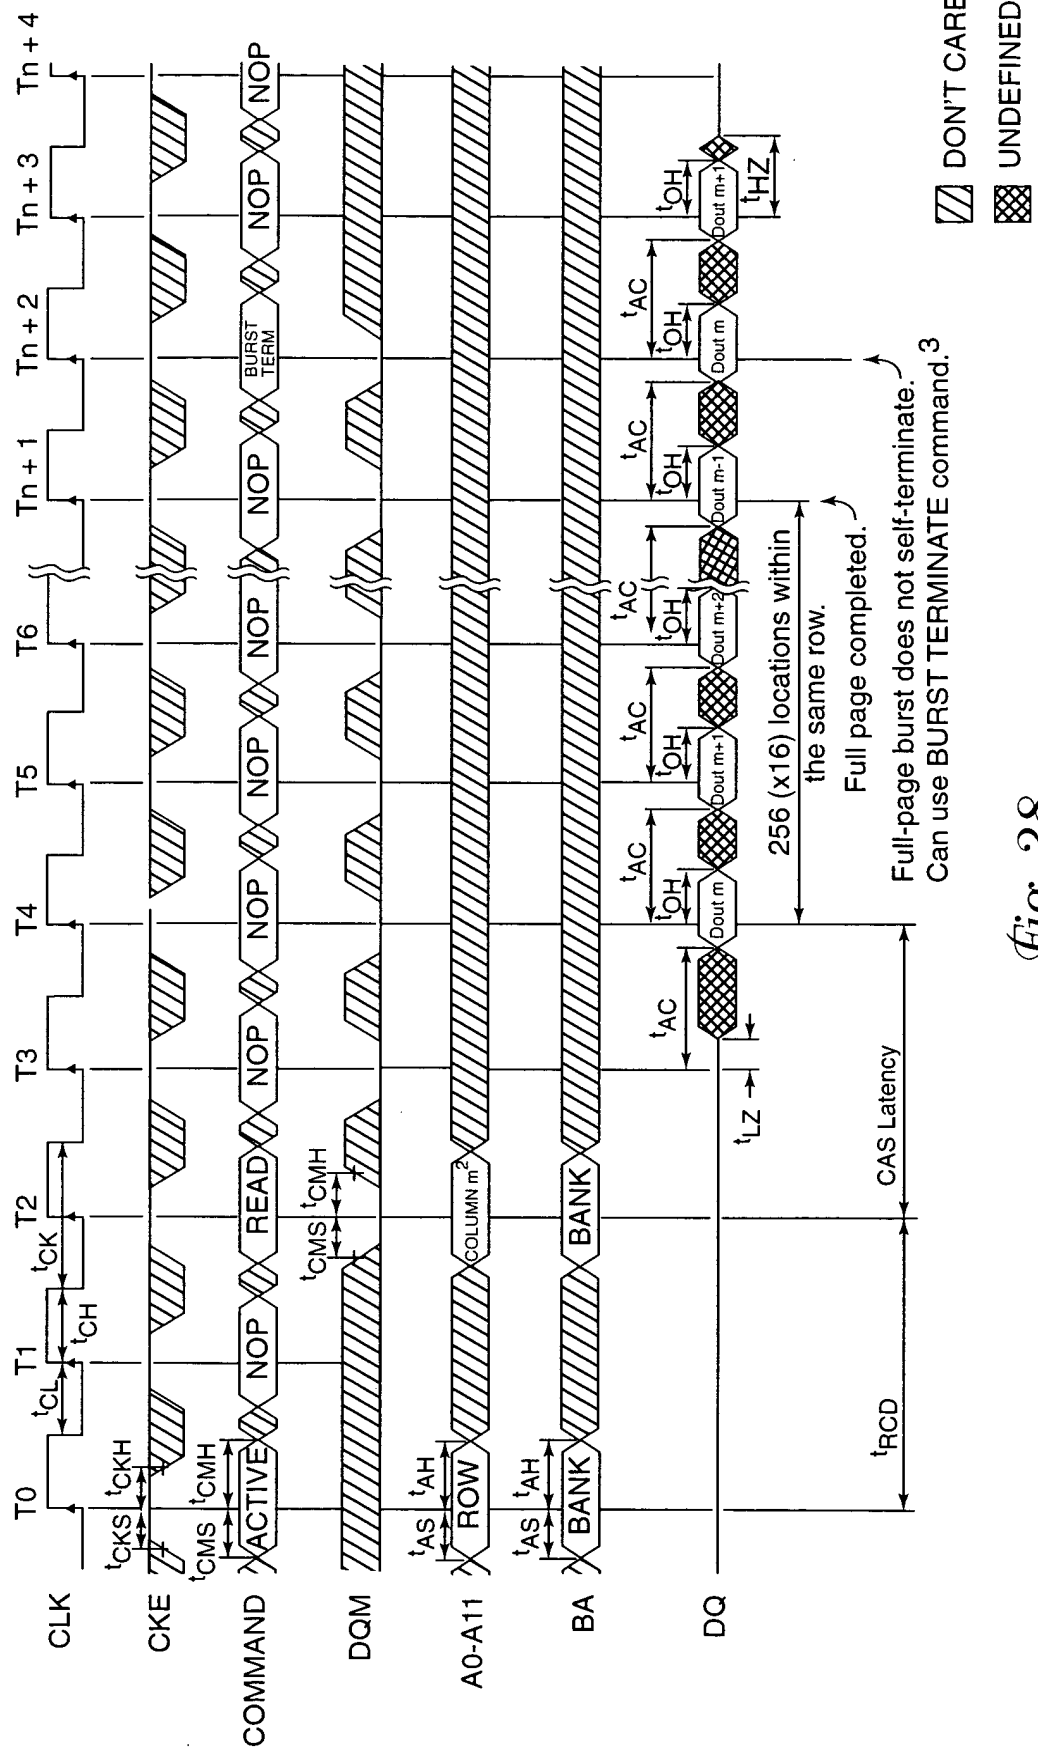 T0 T1 T2 T3 T4 T5 T6 Tn + 1 Tn + 2 Tn + 3 Tn + 4
CLK
tCL tCH tCK
CKE
tCKS tCKH
COMMAND
tCMS tCMH
ACTIVE NOP READ NOP NOP NOP NOP NOP BURST TERM NOP NOP
DQM
tCMS tCMH
A0-A11
tAS tAH
ROW COLUMN m2
BA
tAS tAH
BANK BANK
DQ
tAC tAC tAC tAC tAC tAC
tOH tOH tOH tOH tOH tOH
Dout m Dout m+1 Dout m+2 Dout m-1 Dout m Dout m+1
tLZ
tHZ
256 (x16) locations within
the same row.
Full page completed.
tRCD CAS Latency
Full-page burst does not self-terminate.
Can use BURST TERMINATE command.3
DON'T CARE
UNDEFINED